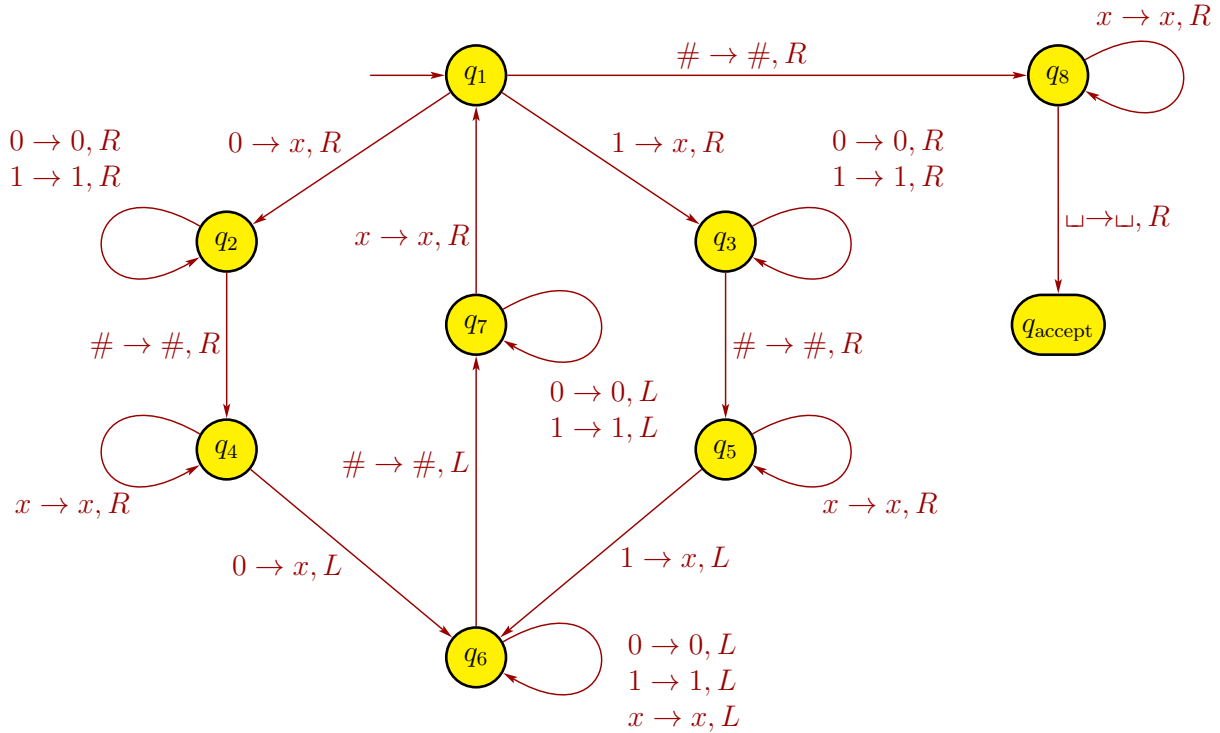 x → x, R
# → #, R
q1
q8
0 → 0, R
1 → 1, R
0 → x, R
1 → x, R
0 → 0, R
1 → 1, R
q2
x → x, R
q3
␣→␣, R
q7
qaccept
# → #, R
# → #, R
0 → 0, L
1 → 1, L
q4
# → #, L
q5
x → x, R
x → x, R
0 → x, L
1 → x, L
q6
0 → 0, L
1 → 1, L
x → x, L